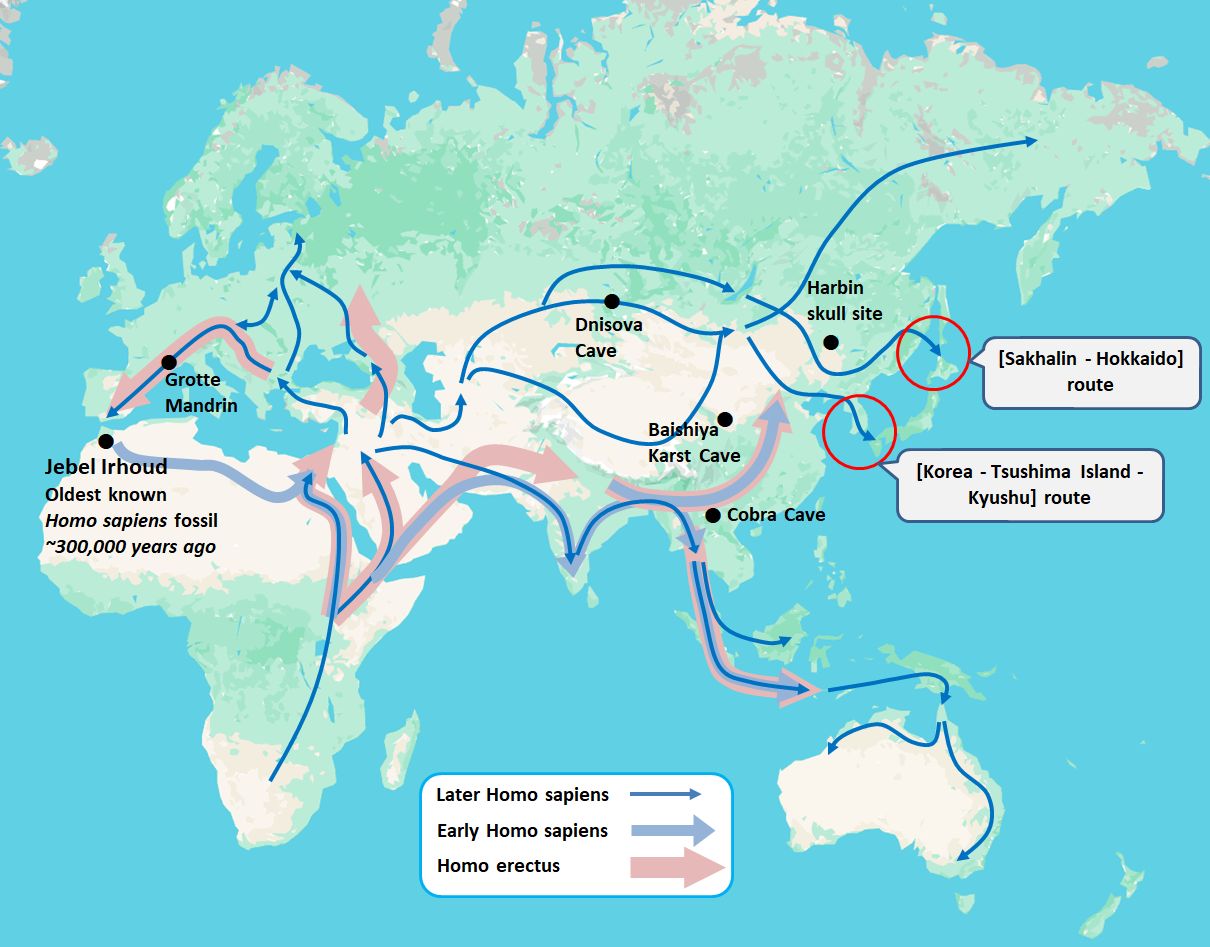 Harbin
skull site
Dnisova
Cave
[Sakhalin - Hokkaido]
route
Grotte
Mandrin
Baishiya
Karst Cave
Jebel Irhoud
Oldest known
Homo sapiens fossil
~300,000 years ago
[Korea - Tsushima Island -
Kyushu] route
Cobra Cave
Later Homo sapiens
Early Homo sapiens
Homo erectus